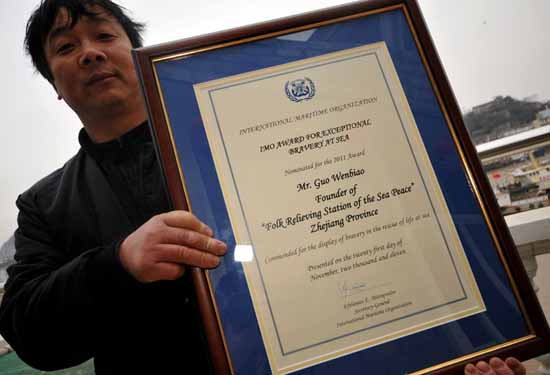 INTERNATIONAL MARITIME ORGANIZATION
IMO AWARD FOR EXCEPTIONAL
BRAVERY AT SEA
Nominated for the 2011 Award
Mr. Guo Wenbiao
Founder of
"Folk Relieving Station of the Sea Peace"
Zhejiang Province
Commended for the display of bravery in the rescue of life at sea
Presented on the twenty first day of
November, two thousand and eleven.
Efthimios E. Mitropoulos
Secretary-General
International Maritime Organization